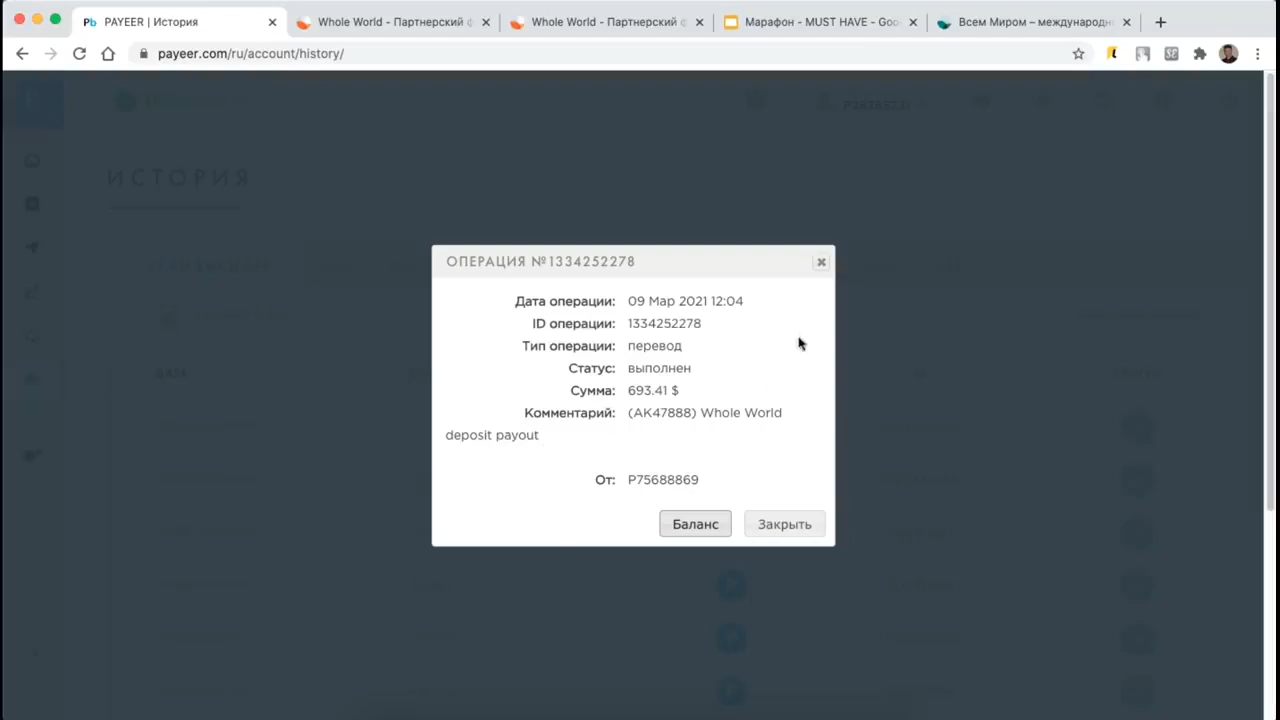 PAYEER | История
Whole World - Партнерский ф
Whole World - Партнерский ф
Марафон - MUST HAVE - Goo
Всем Миром – международн
payeer.com/ru/account/history/
ИСТОРИЯ
ОПЕРАЦИЯ №1334252278
Дата операции: 09 Мар 2021 12:04
ID операции: 1334252278
Тип операции: перевод
Статус: выполнен
Сумма: 693.41 $
Комментарий: (AK47888) Whole World
deposit payout
От: P75688869
Баланс Закрыть